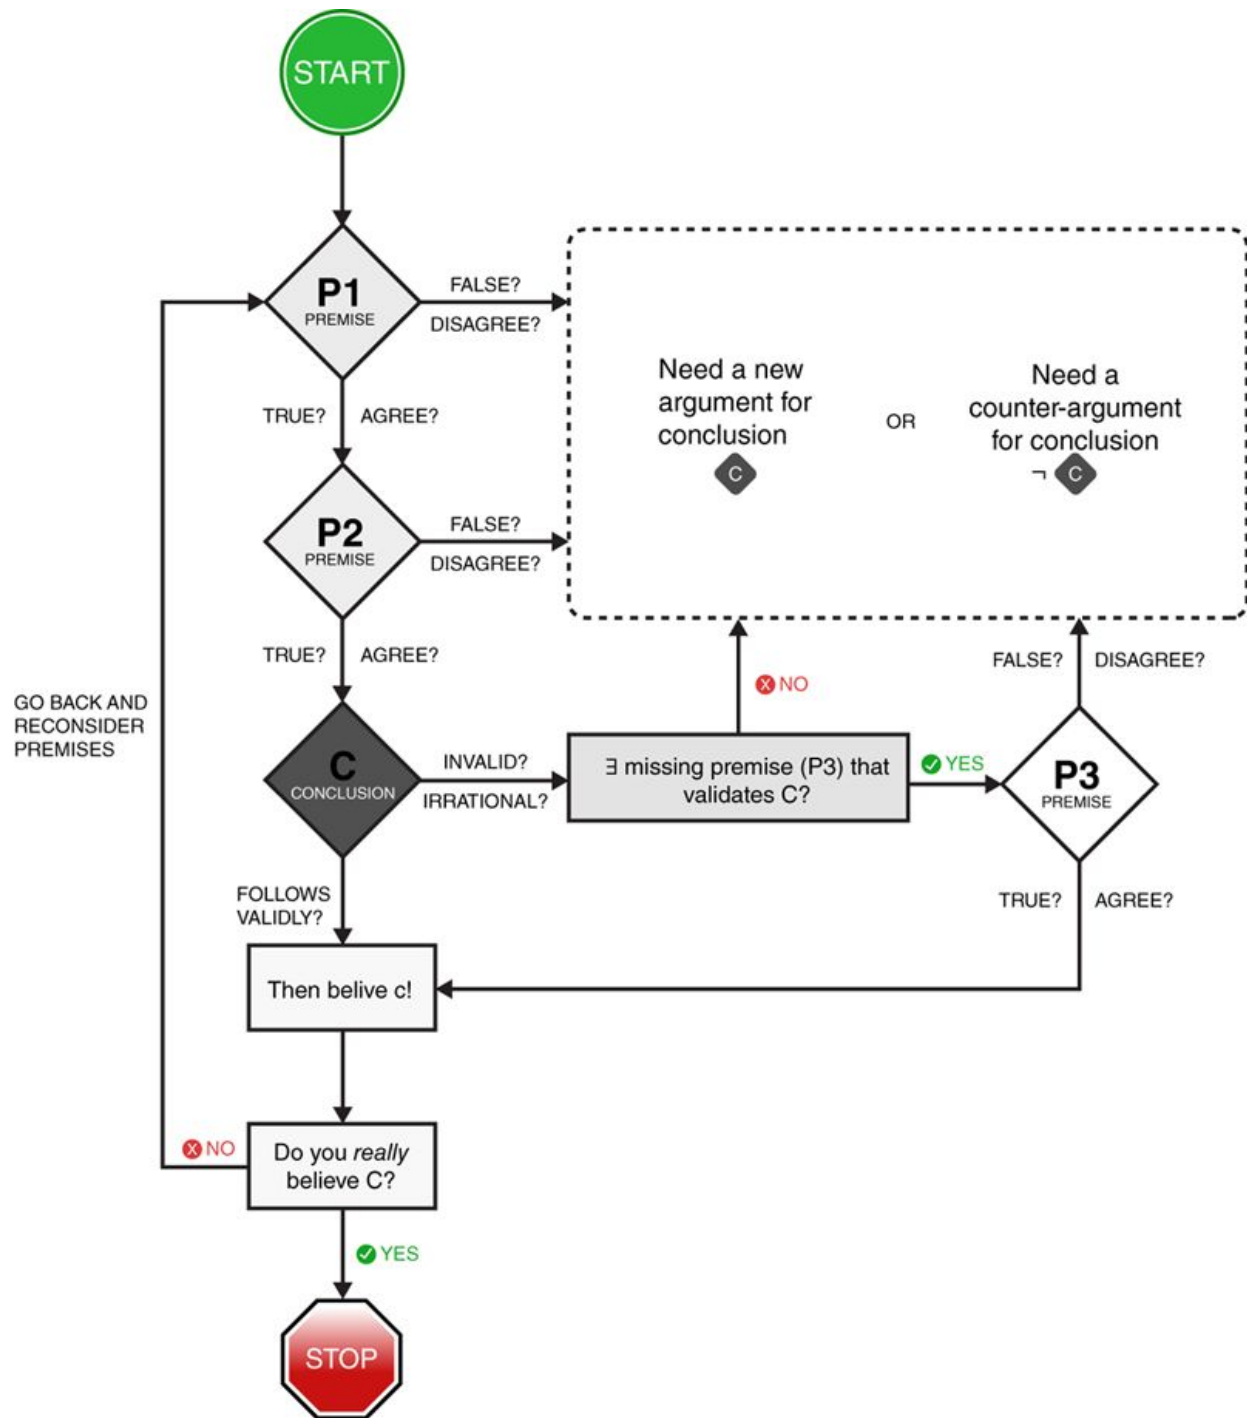 START
P1
PREMISE
FALSE?
DISAGREE?
TRUE? AGREE?
Need a new
argument for
conclusion
C
OR
Need a
counter-argument
for conclusion
¬ C
P2
PREMISE
FALSE?
DISAGREE?
TRUE? AGREE?
GO BACK AND
RECONSIDER
PREMISES
C
CONCLUSION
INVALID?
IRRATIONAL?
∃ missing premise (P3) that
validates C?
NO
YES
FALSE? DISAGREE?
P3
PREMISE
TRUE? AGREE?
FOLLOWS
VALIDLY?
Then belive c!
Do you really
believe C?
NO
YES
STOP